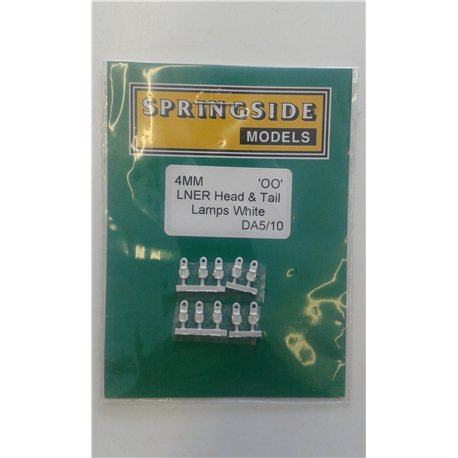 SPRINGSIDE
MODELS
4MM 'OO'
LNER Head & Tail
Lamps White
DA5/10